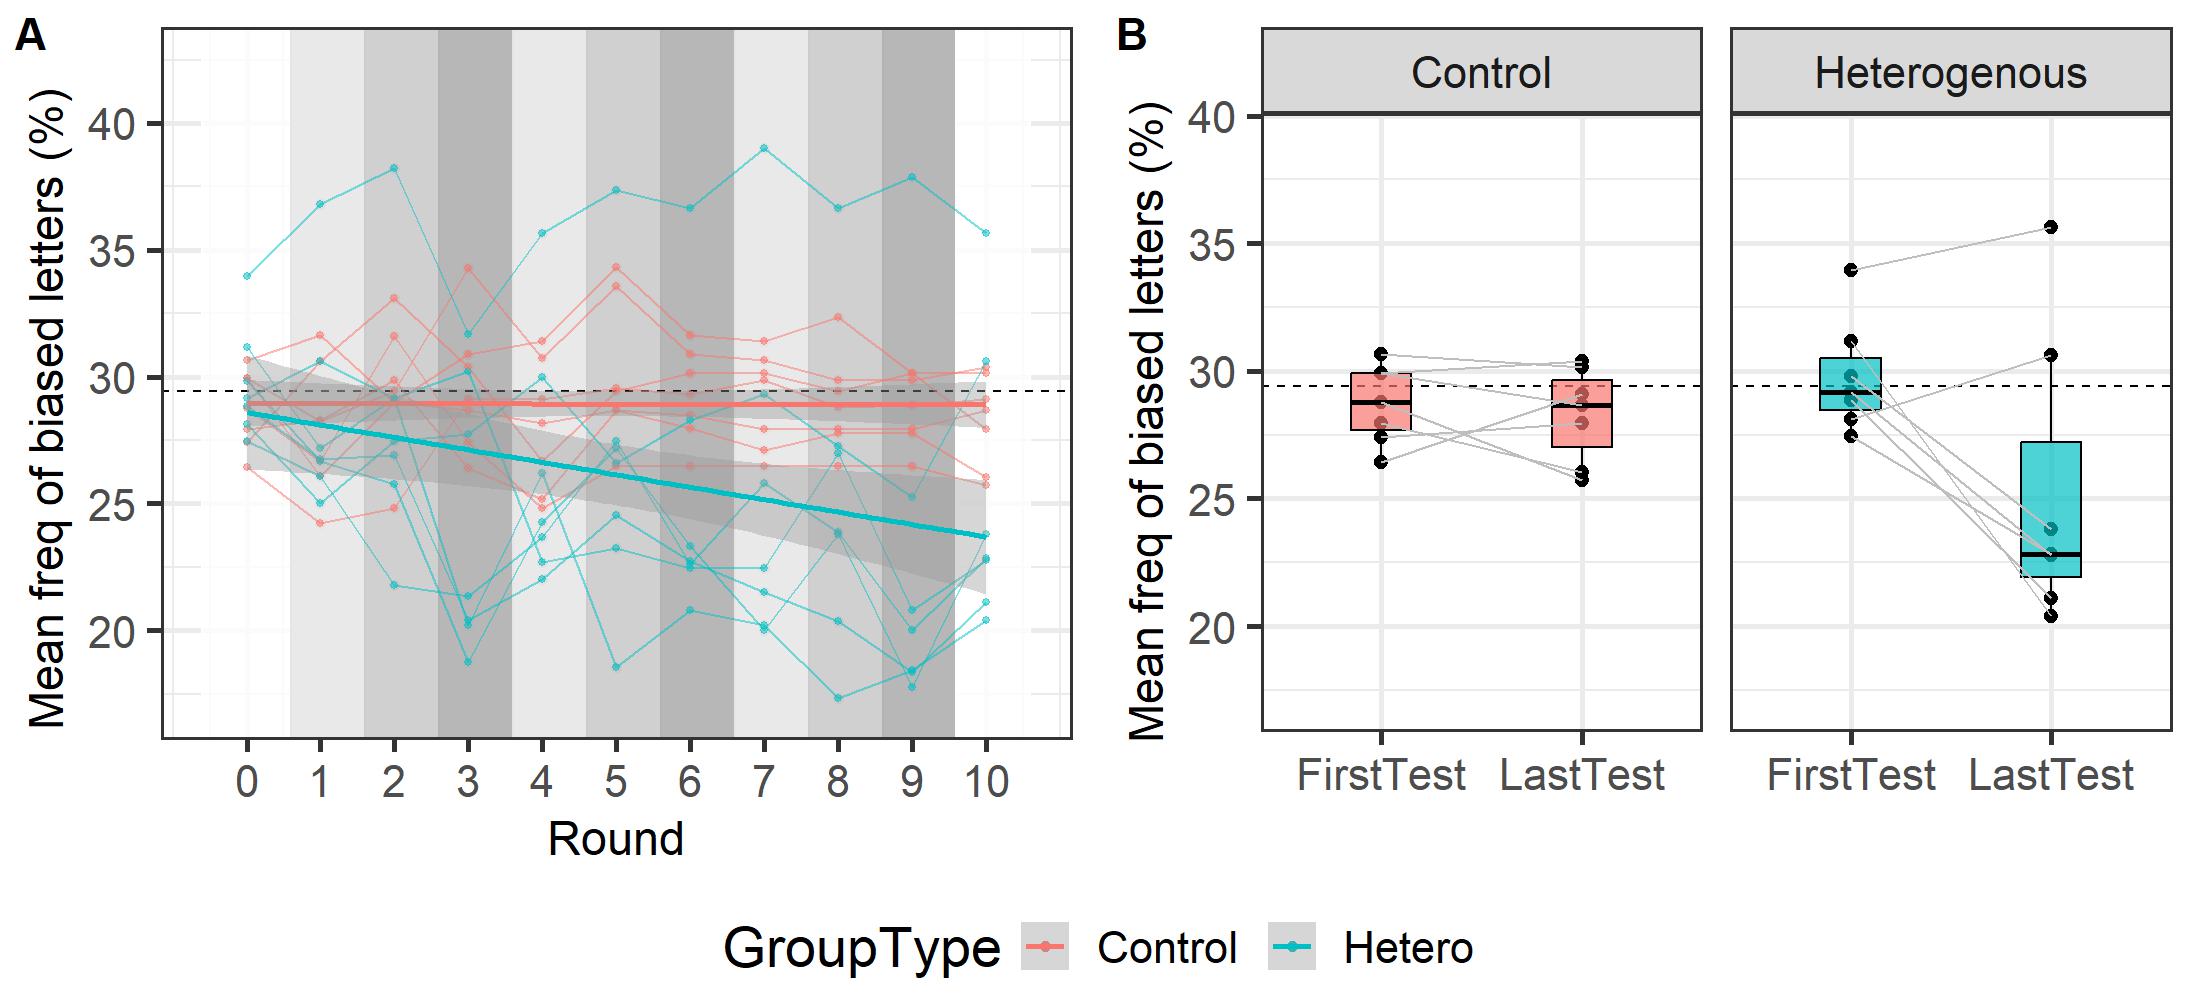 A
Mean freq of biased letters (%)
40
35
30
25
20
0 1 2 3 4 5 6 7 8 9 10
Round
B
Mean freq of biased letters (%)
Control
Heterogenous
40
35
30
25
20
FirstTest LastTest
FirstTest LastTest
GroupType Control Hetero